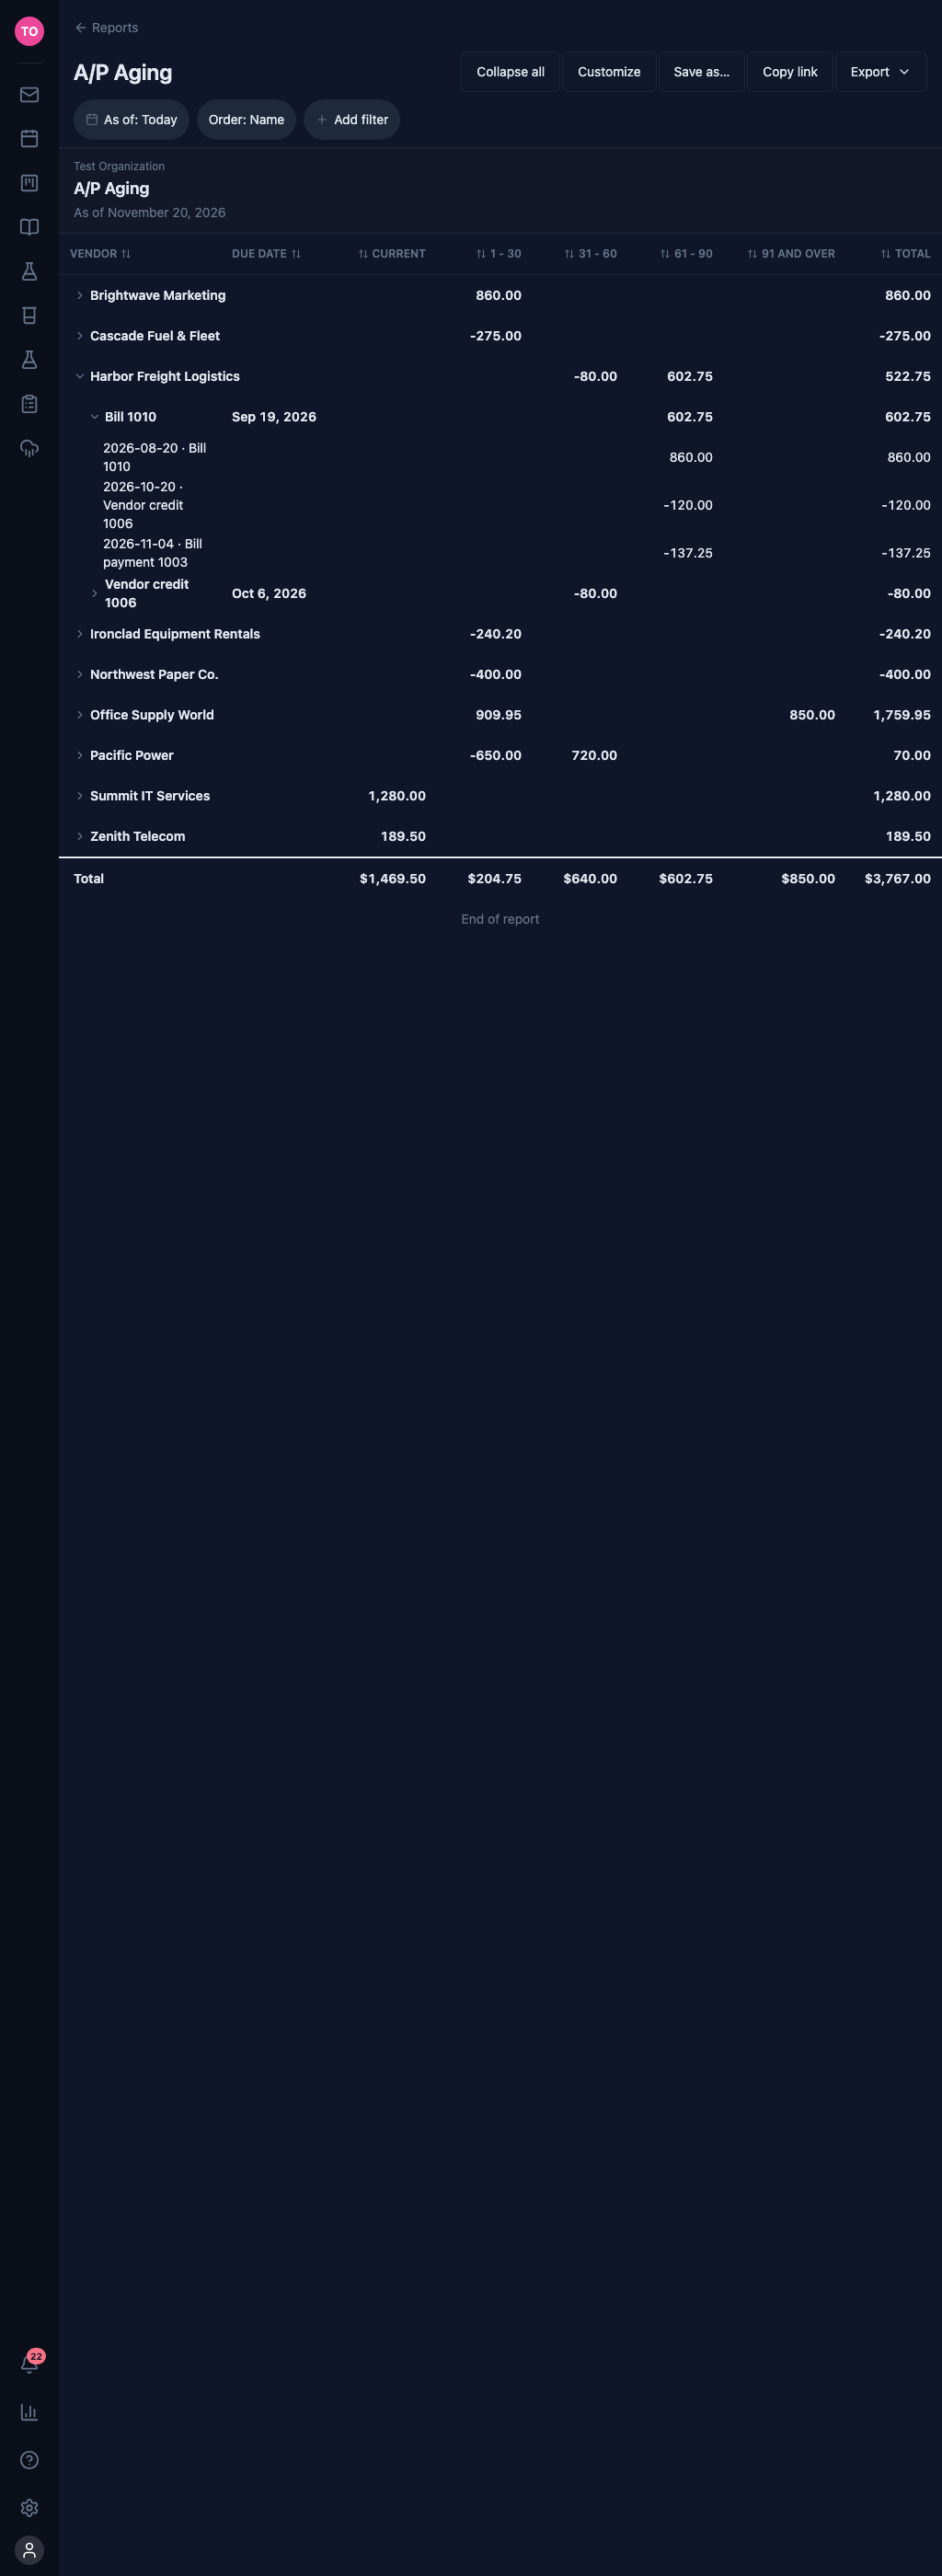 TO
Reports
A/P Aging
Collapse all Customize Save as... Copy link Export
As of: Today Order: Name Add filter
Test Organization
A/P Aging
As of November 20, 2026
VENDOR DUE DATE CURRENT 1 - 30 31 - 60 61 - 90 91 AND OVER TOTAL
Brightwave Marketing 860.00 860.00
Cascade Fuel & Fleet -275.00 -275.00
Harbor Freight Logistics -80.00 602.75 522.75
Bill 1010 Sep 19, 2026 602.75 602.75
2026-08-20 · Bill
1010 860.00 860.00
2026-10-20 ·
Vendor credit -120.00 -120.00
1006
2026-11-04 · Bill
payment 1003 -137.25 -137.25
Vendor credit
1006 Oct 6, 2026 -80.00 -80.00
Ironclad Equipment Rentals -240.20 -240.20
Northwest Paper Co. -400.00 -400.00
Office Supply World 909.95 850.00 1,759.95
Pacific Power -650.00 720.00 70.00
Summit IT Services 1,280.00 1,280.00
Zenith Telecom 189.50 189.50
Total $1,469.50 $204.75 $640.00 $602.75 $850.00 $3,767.00
End of report
22